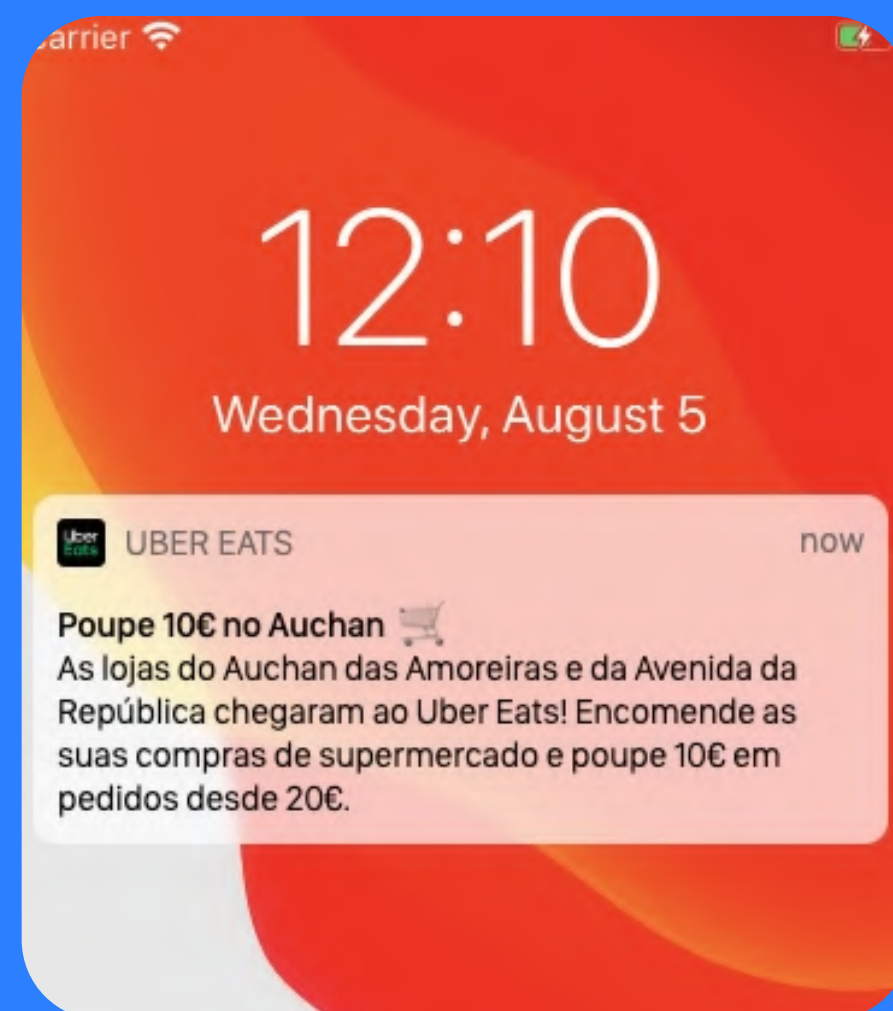 arrier
12:10
Wednesday, August 5
Uber
Eats
UBER EATS
now
Poupe 10€ no Auchan
As lojas do Auchan das Amoreiras e da Avenida da
República chegaram ao Uber Eats! Encomende as
suas compras de supermercado e poupe 10€ em
pedidos desde 20€.